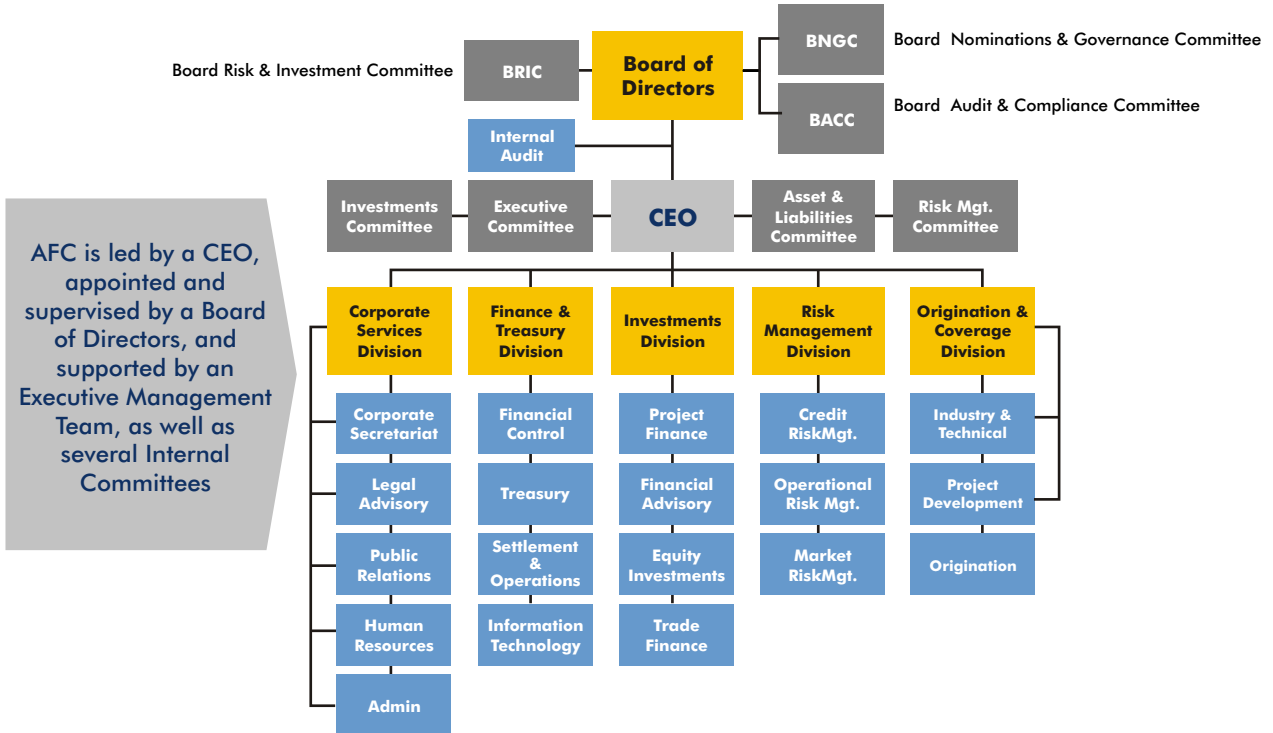 Board Risk & Investment Committee
BRIC
Board of
Directors
BNGC
Board Nominations & Governance Committee
BACC
Board Audit & Compliance Committee
Internal
Audit
Investments
Committee
Executive
Committee
CEO
Asset &
Liabilities
Committee
Risk Mgt.
Committee
AFC is led by a CEO,
appointed and
supervised by a Board
of Directors, and
supported by an
Executive Management
Team, as well as
several Internal
Committees
Corporate
Services
Division
Finance &
Treasury
Division
Investments
Division
Risk
Management
Division
Origination &
Coverage
Division
Corporate
Secretariat
Financial
Control
Project
Finance
Credit
RiskMgt.
Industry &
Technical
Legal
Advisory
Treasury
Financial
Advisory
Operational
Risk Mgt.
Project
Development
Public
Relations
Settlement
&
Operations
Equity
Investments
Market
RiskMgt.
Origination
Human
Resources
Information
Technology
Trade
Finance
Admin